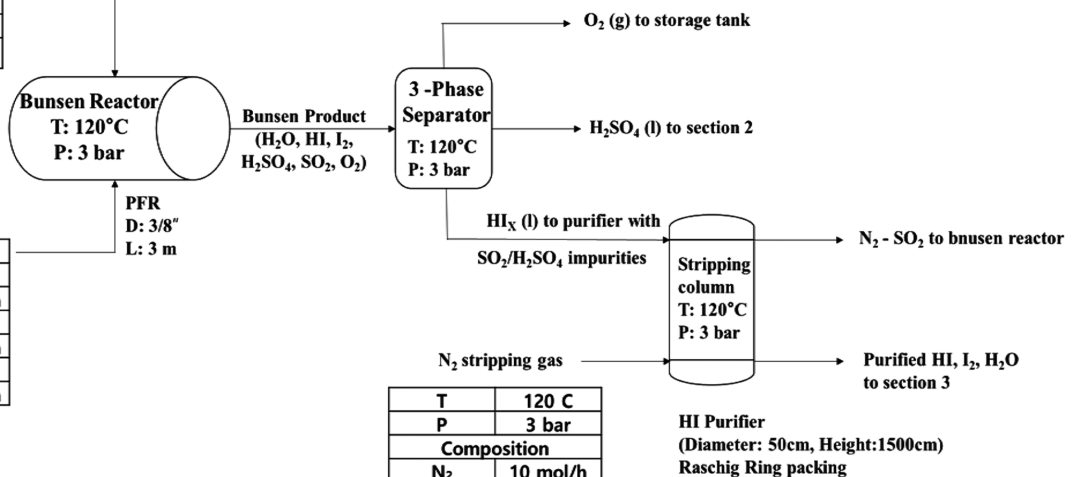 O₂ (g) to storage tank
Bunsen Reactor
T: 120°C
P: 3 bar
Bunsen Product
(H₂O, HI, I₂,
H₂SO₄, SO₂, O₂)
3 -Phase
Separator
T: 120°C
P: 3 bar
H₂SO₄ (l) to section 2
PFR
D: 3/8"
L: 3 m
HIₓ (l) to purifier with
SO₂/H₂SO₄ impurities
Stripping
column
T: 120°C
P: 3 bar
N₂ - SO₂ to bnusen reactor
N₂ stripping gas
Purified HI, I₂, H₂O
to section 3
T 120 C
P 3 bar
Composition
N₂ 10 mol/h
HI Purifier
(Diameter: 50cm, Height:1500cm)
Raschig Ring packing